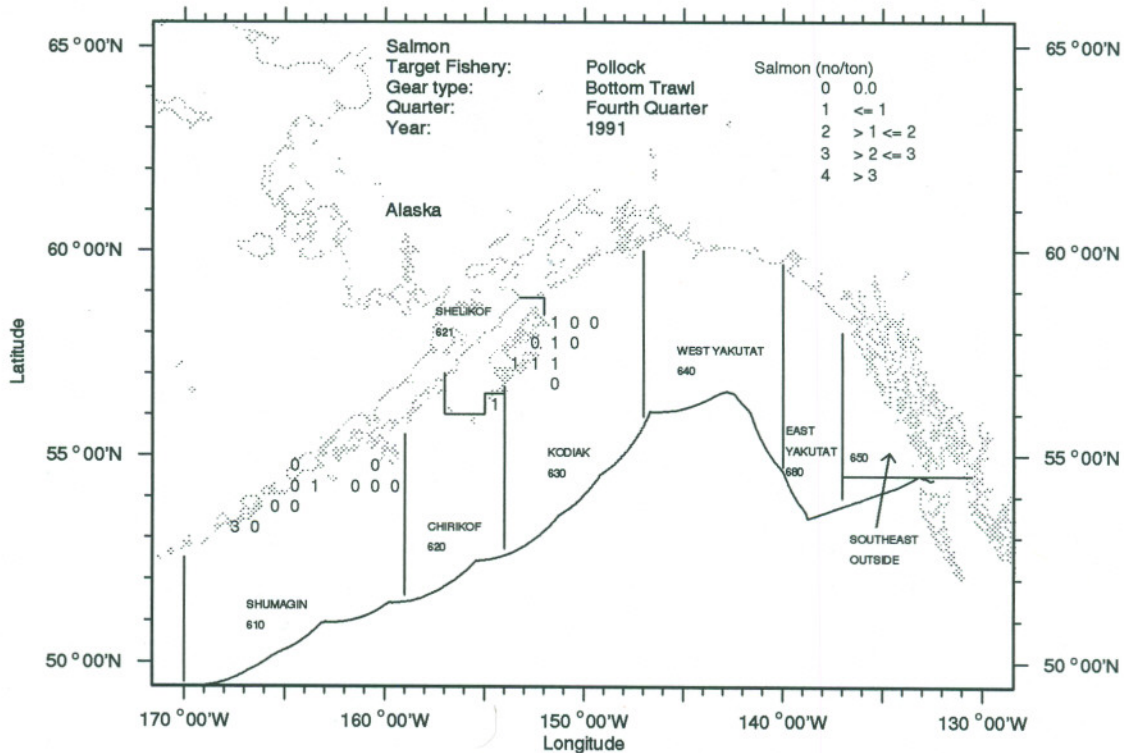 65 °00'N
65 °00'N
Salmon
Target Fishery: Pollock
Gear type: Bottom Trawl
Quarter: Fourth Quarter
Year: 1991
Salmon (no/ton)
0 0.0
1 <= 1
2 > 1 <= 2
3 > 2 <= 3
4 > 3
Alaska
60 °00'N
60 °00'N
SHELIKOF
621
1 0 0
0 1 0
1 1 1
0
1
WEST YAKUTAT
640
Latitude
EAST
YAKUTAT
680
650
55 °00'N
55 °00'N
KODIAK
630
0 0
0 0 1 0 0 0
0 0
3 0
CHIRIKOF
620
SOUTHEAST
OUTSIDE
SHUMAGIN
610
50 °00'N
50 °00'N
170 °00'W 160 °00'W 150 °00'W 140 °00'W 130 °00'W
Longitude